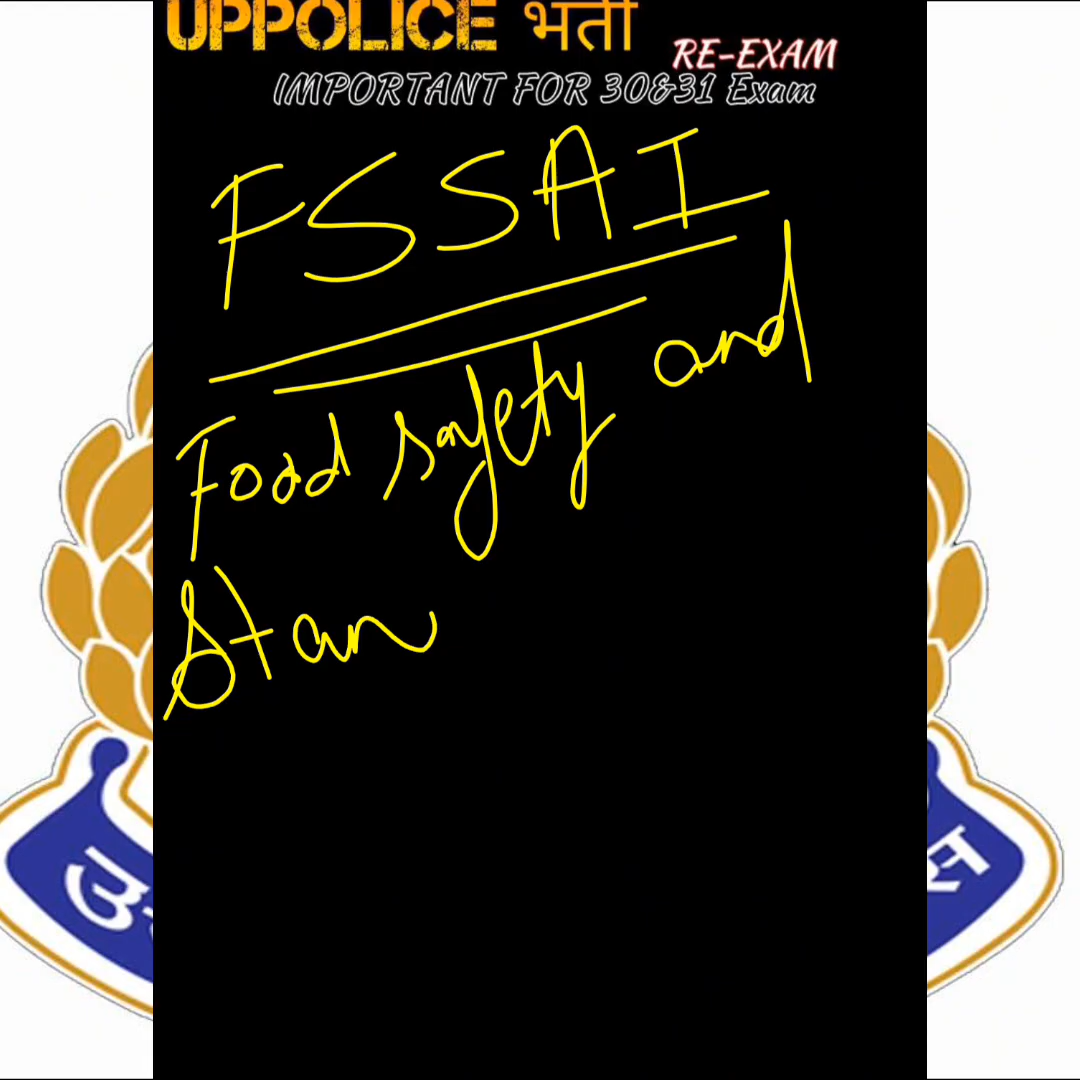 UPPOLICE भर्ती
RE-EXAM
IMPORTANT FOR 30&31 Exam
FSSAI
Food safety and
Stan